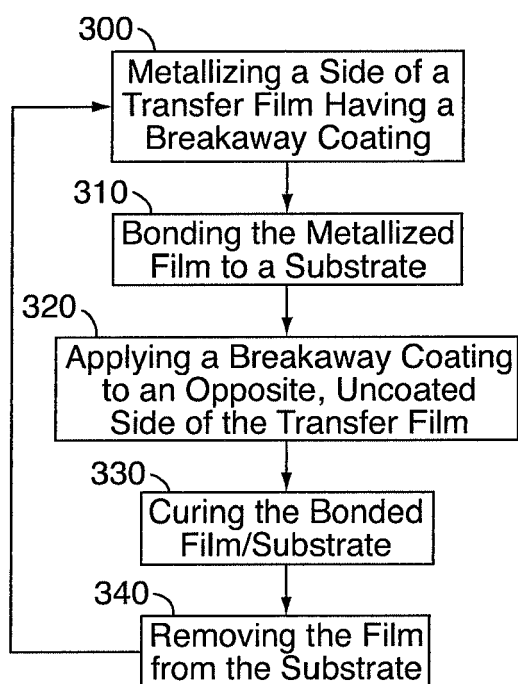 300
Metallizing a Side of a
Transfer Film Having a
Breakaway Coating
310
Bonding the Metallized
Film to a Substrate
320
Applying a Breakaway Coating
to an Opposite, Uncoated
Side of the Transfer Film
330
Curing the Bonded
Film/Substrate
340
Removing the Film
from the Substrate